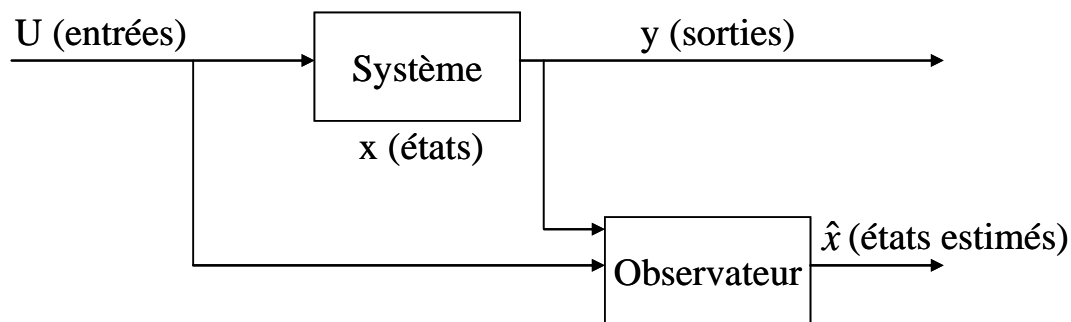 U (entrées)
Système
y (sorties)
x (états)
x̂ (états estimés)
Observateur